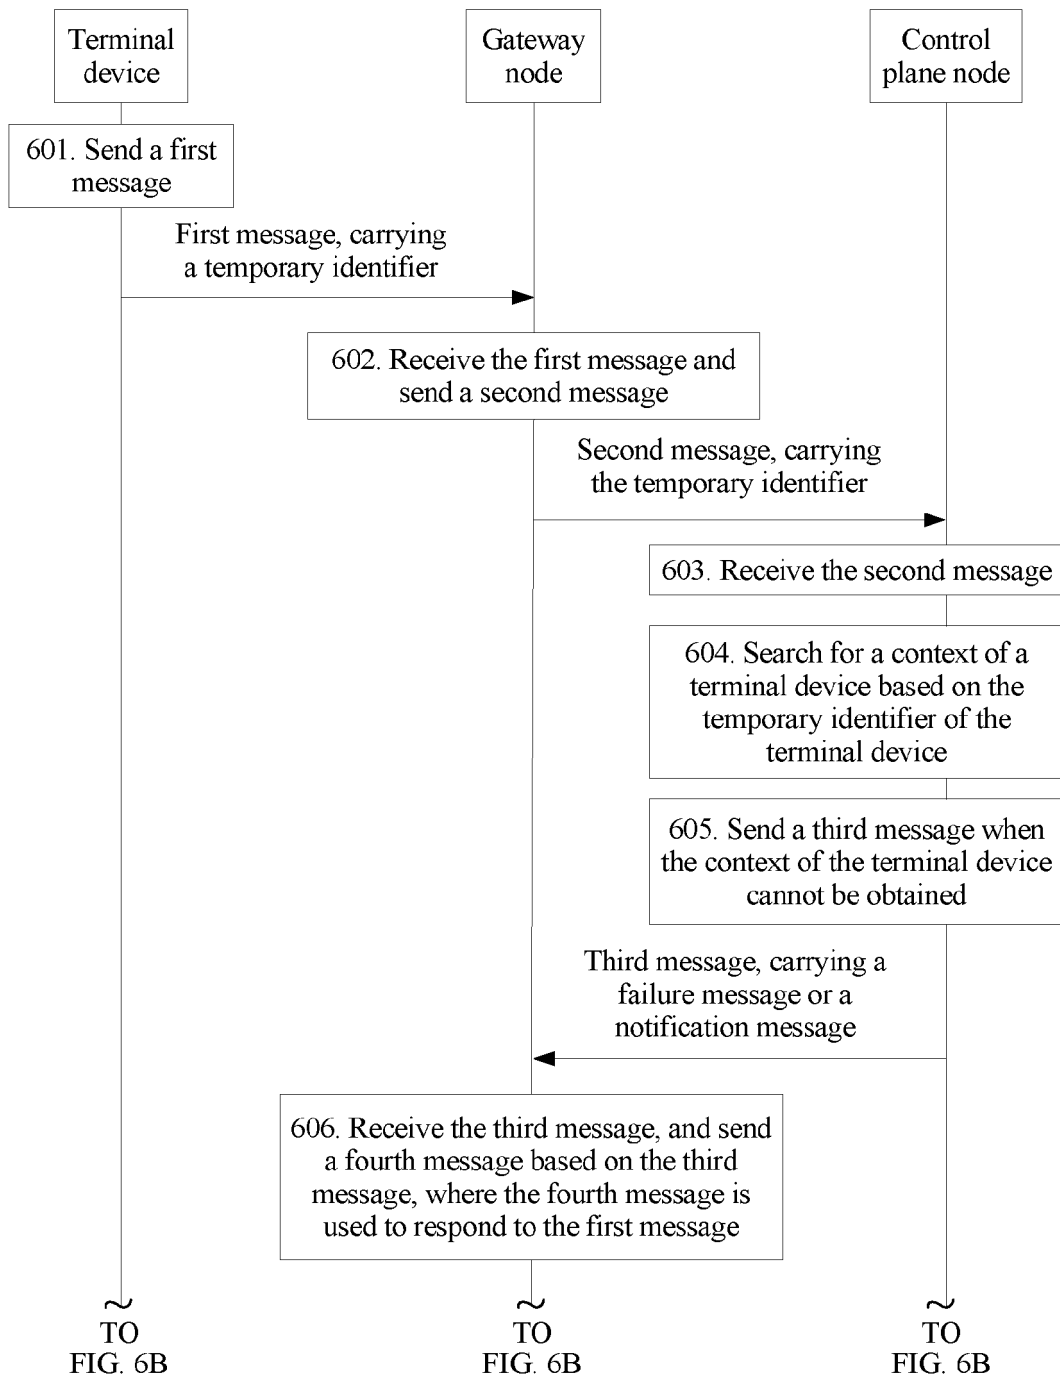 Terminal
device
Gateway
node
Control
plane node
601. Send a first
message
First message, carrying
a temporary identifier
602. Receive the first message and
send a second message
Second message, carrying
the temporary identifier
603. Receive the second message
604. Search for a context of a
terminal device based on the
temporary identifier of the
terminal device
605. Send a third message when
the context of the terminal device
cannot be obtained
Third message, carrying a
failure message or a
notification message
606. Receive the third message, and send
a fourth message based on the third
message, where the fourth message is
used to respond to the first message
TO
FIG. 6B
TO
FIG. 6B
TO
FIG. 6B